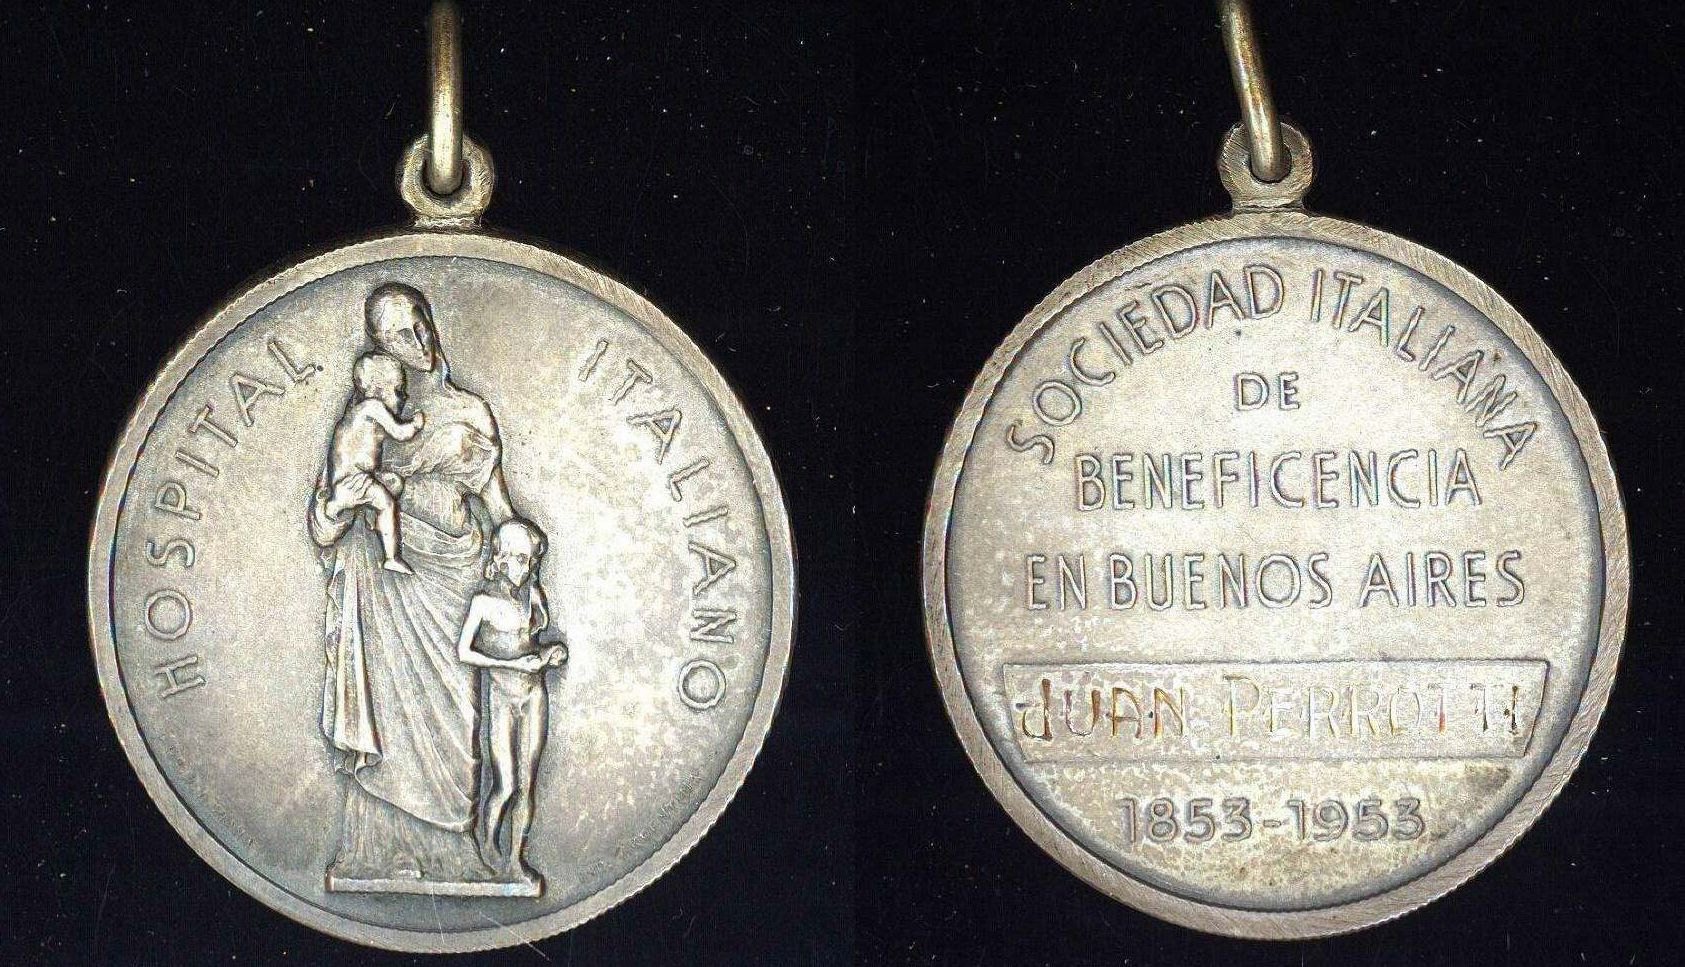 HOSPITAL ITALIANO
SOCIEDAD ITALIANA
DE
BENEFICENCIA
EN BUENOS AIRES
JUAN PERROTTI
1853-1953